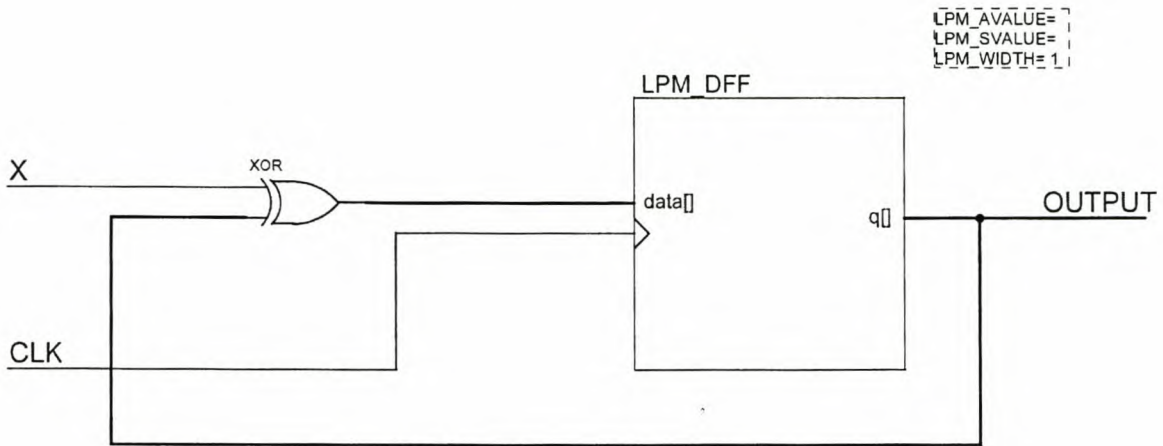 LPM_AVALUE=
LPM_SVALUE=
LPM_WIDTH= 1
LPM_DFF
X
XOR
data[]
q[]
OUTPUT
CLK